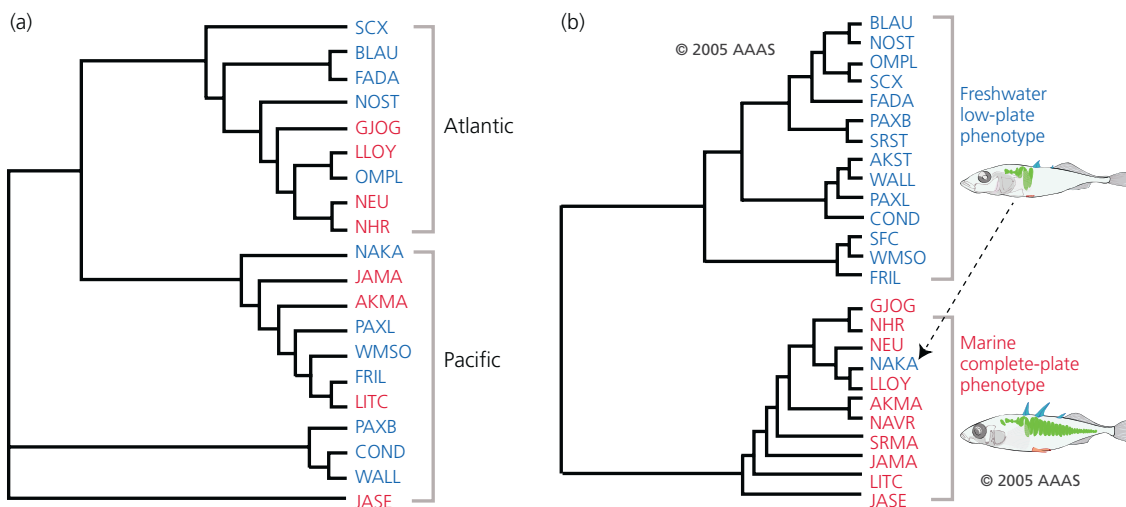 (a)
SCX
BLAU
FADA
NOST
GJOG
LLOY
OMPL
NEU
NHR
Atlantic
NAKA
JAMA
AKMA
PAXL
WMSO
FRIL
LITC
Pacific
PAXB
COND
WALL
JASE
(b)
© 2005 AAAS
BLAU
NOST
OMPL
SCX
FADA
PAXB
SRST
AKST
WALL
PAXL
COND
SFC
WMSO
FRIL
Freshwater
low-plate
phenotype
GJOG
NHR
NEU
NAKA
LLOY
AKMA
NAVR
SRMA
JAMA
LITC
JASE
Marine
complete-plate
phenotype
© 2005 AAAS